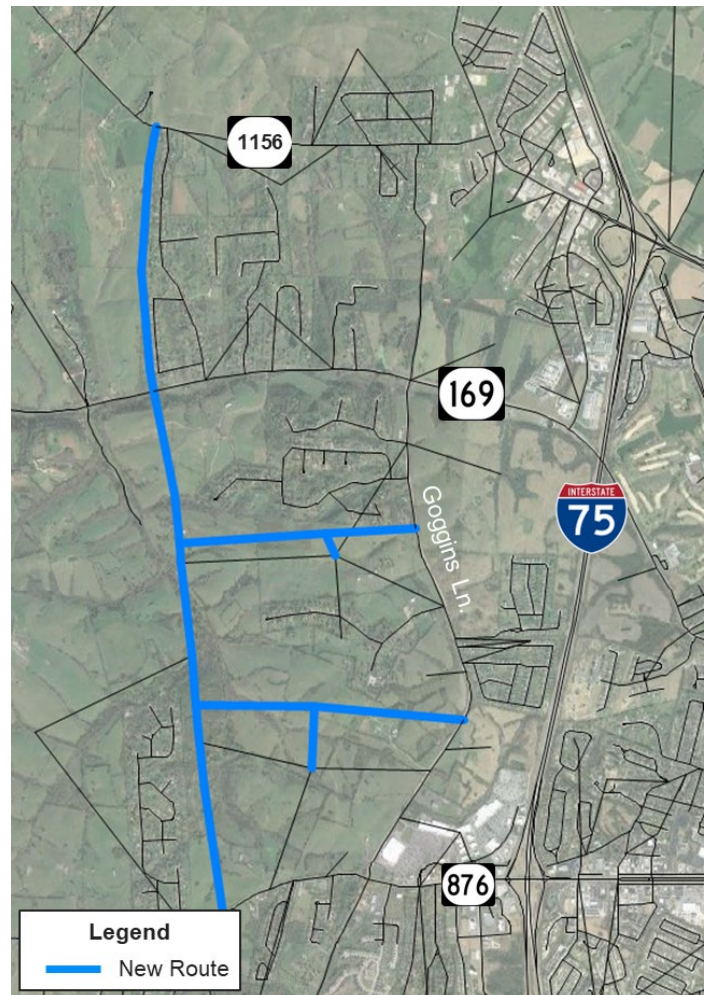 1156
169
Goggins Ln.
INTERSTATE
75
876
Legend
New Route